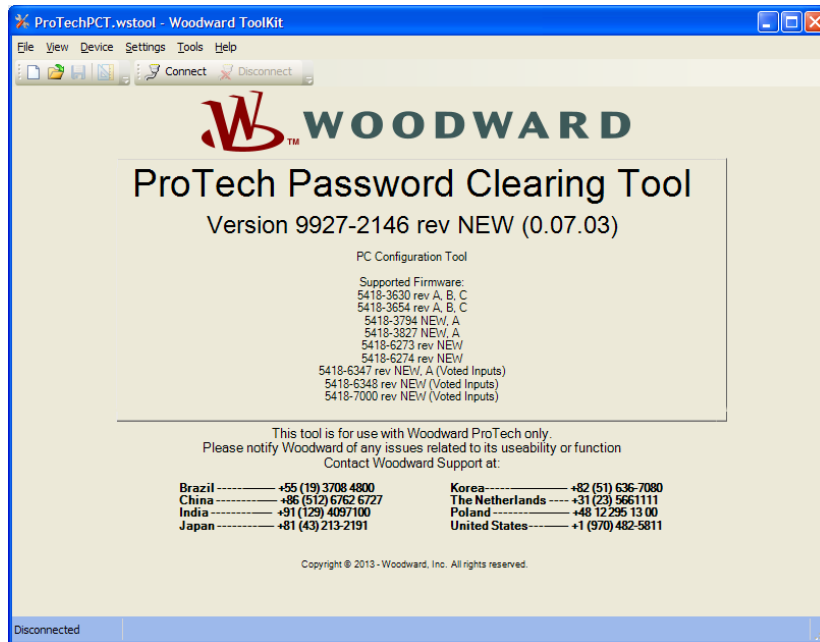 ProTechPCT.wstool - Woodward ToolKit
File View Device Settings Tools Help
Connect Disconnect
WOODWARD
TM
ProTech Password Clearing Tool
Version 9927-2146 rev NEW (0.07.03)
PC Configuration Tool
Supported Firmware:
5418-3630 rev A, B, C
5418-3654 rev A, B, C
5418-3794 NEW, A
5418-3827 NEW, A
5418-6273 rev NEW
5418-6274 rev NEW
5418-6347 rev NEW, A (Voted Inputs)
5418-6348 rev NEW (Voted Inputs)
5418-7000 rev NEW (Voted Inputs)
This tool is for use with Woodward ProTech only.
Please notify Woodward of any issues related to its useability or function
Contact Woodward Support at:
Brazil ------------- +55 (19) 3708 4800
China ------------- +86 (512) 6762 6727
India ------------- +91 (129) 4097100
Japan ------------- +81 (43) 213-2191
Korea----------------- +82 (51) 636-7080
The Netherlands ---- +31 (23) 5661111
Poland --------------- +48 12 295 13 00
United States-------- +1 (970) 482-5811
Copyright © 2013 - Woodward, Inc. All rights reserved.
Disconnected